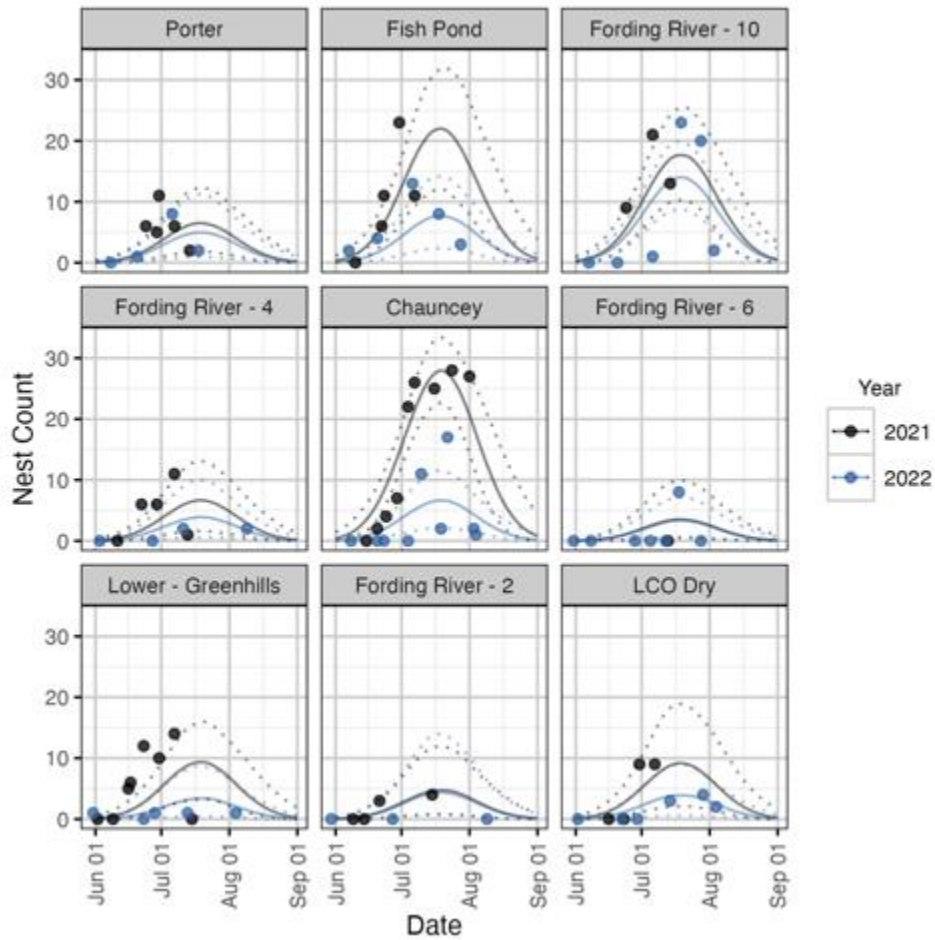 Porter
Fish Pond
Fording River - 10
30
20
10
0
Fording River - 4
Chauncey
Fording River - 6
30
20
10
0
Lower - Greenhills
Fording River - 2
LCO Dry
30
20
10
0
Jun 01
Jul 01
Aug 01
Sep 01
Jun 01
Jul 01
Aug 01
Sep 01
Jun 01
Jul 01
Aug 01
Sep 01
Nest Count
Date
Year
2021
2022